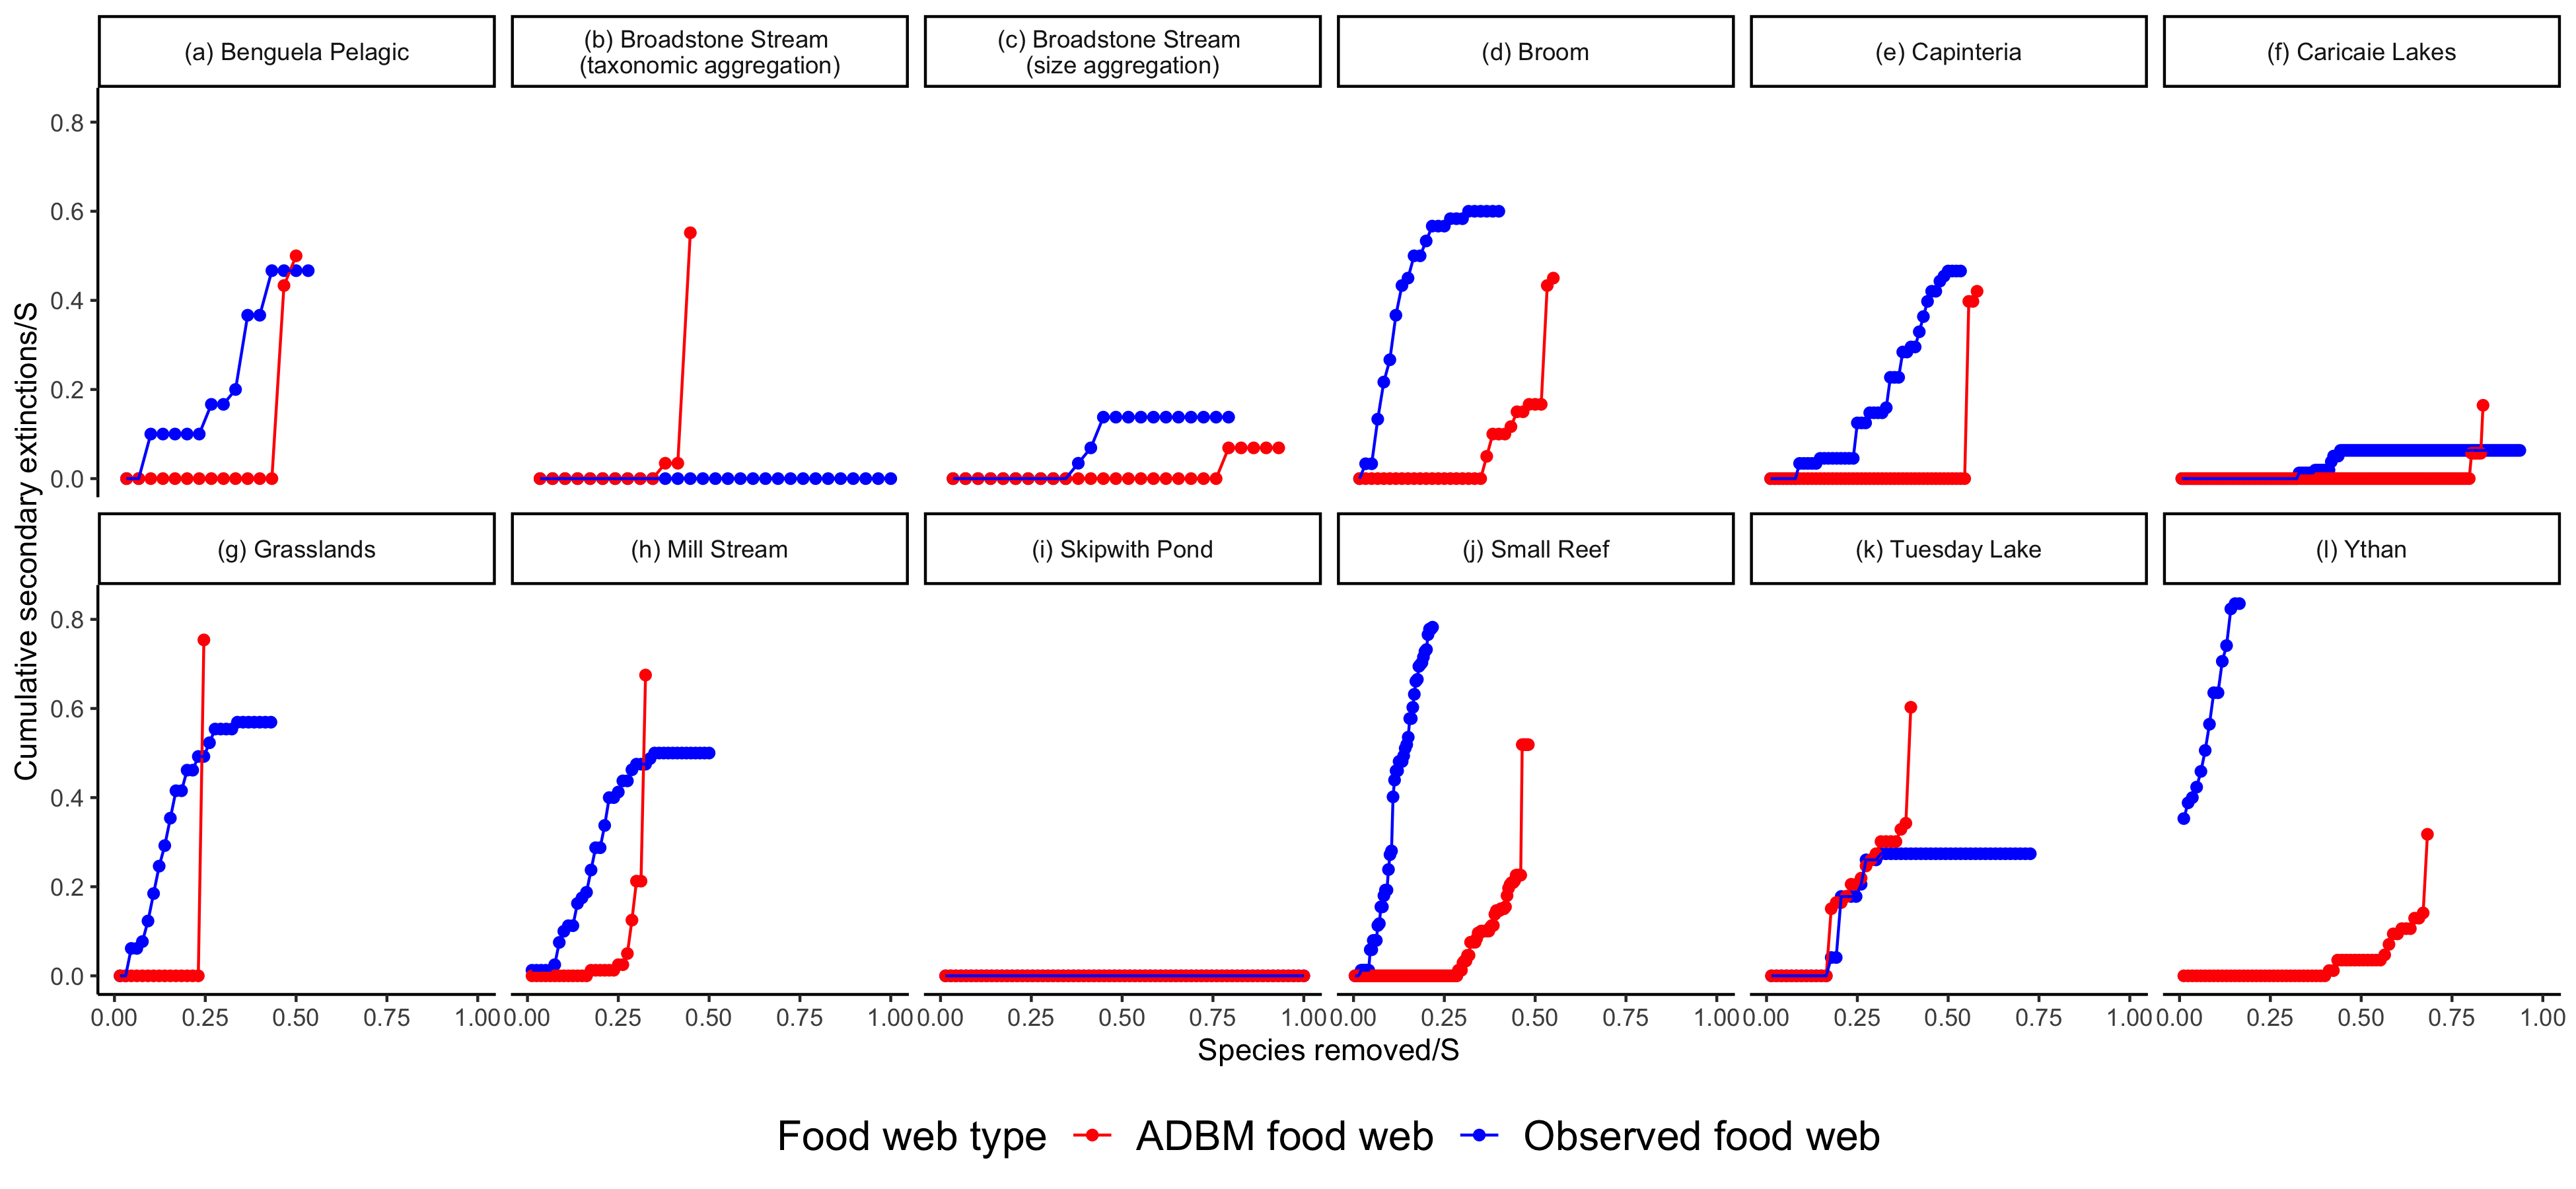 (a) Benguela Pelagic
(b) Broadstone Stream
(taxonomic aggregation)
(c) Broadstone Stream
(size aggregation)
(d) Broom
(e) Capinteria
(f) Caricaie Lakes
0.8
0.6
0.4
0.2
0.0
Cumulative secondary extinctions/S
(g) Grasslands
(h) Mill Stream
(i) Skipwith Pond
(j) Small Reef
(k) Tuesday Lake
(l) Ythan
0.8
0.6
0.4
0.2
0.0
0.00 0.25 0.50 0.75 1.00
0.00 0.25 0.50 0.75 1.00
0.00 0.25 0.50 0.75 1.00
0.00 0.25 0.50 0.75 1.00
0.00 0.25 0.50 0.75 1.00
0.00 0.25 0.50 0.75 1.00
Species removed/S
Food web type ADBM food web Observed food web